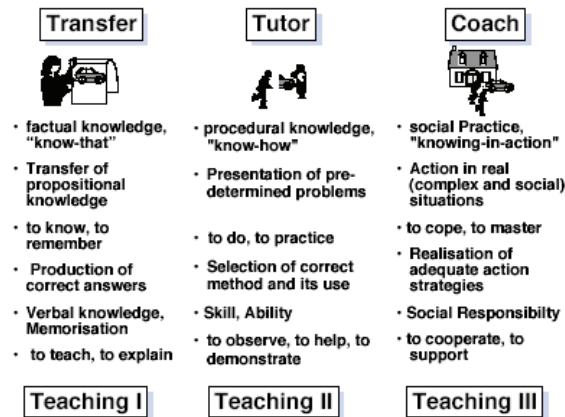 Transfer
Tutor
Coach
· factual knowledge,
"know-that"
· Transfer of
propositional
knowledge
· to know, to
remember
· Production of
correct answers
· Verbal knowledge,
Memorisation
· to teach, to explain
· procedural knowledge,
"know-how"
· Presentation of pre-
determined problems
· to do, to practice
· Selection of correct
method and its use
· Skill, Ability
· to observe, to help, to
demonstrate
· social Practice,
"knowing-in-action"
· Action in real
(complex and social)
situations
· to cope, to master
· Realisation of
adequate action
strategies
· Social Responsibilty
· to cooperate, to
support
Teaching I
Teaching II
Teaching III